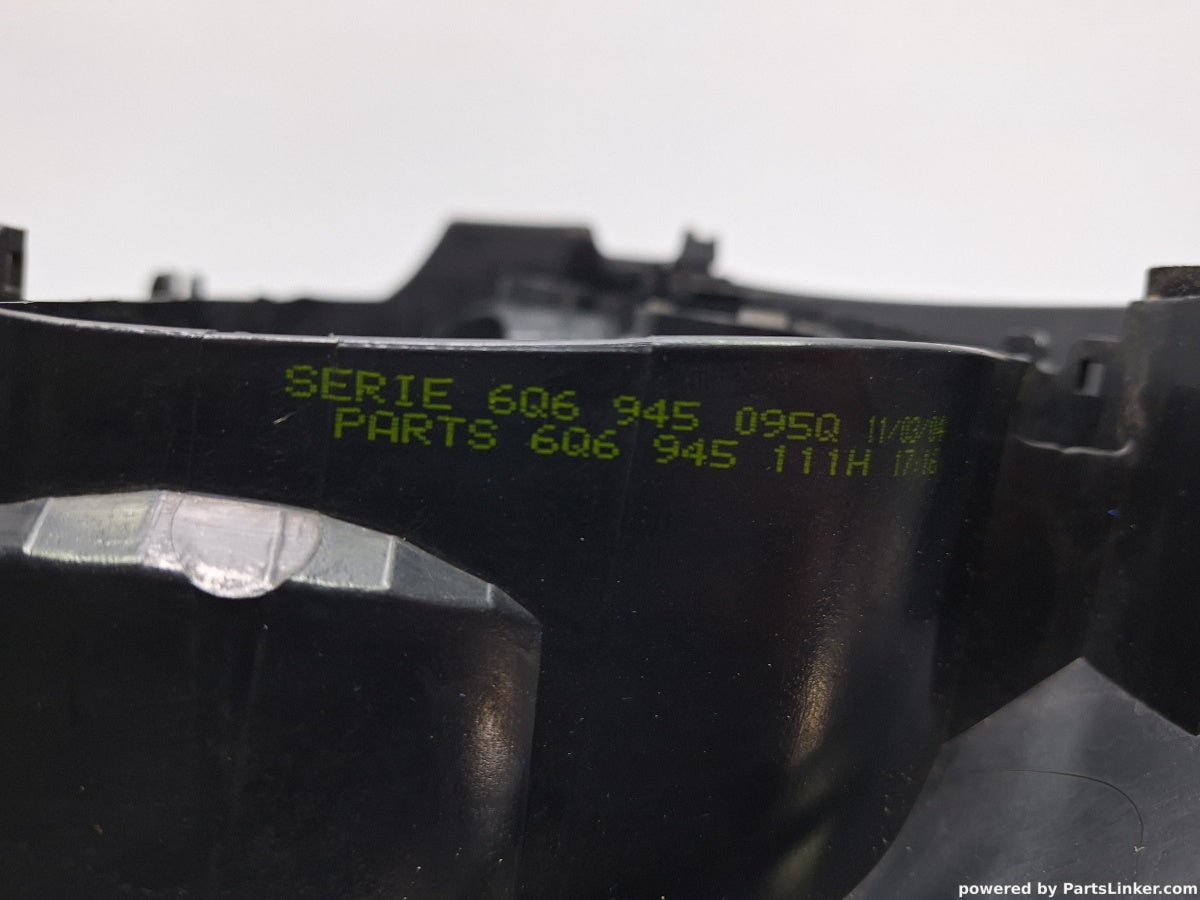 SERIE 6Q6 945 095Q 11/03/04
PARTS 6Q6 945 111H 17:16
powered by PartsLinker.com